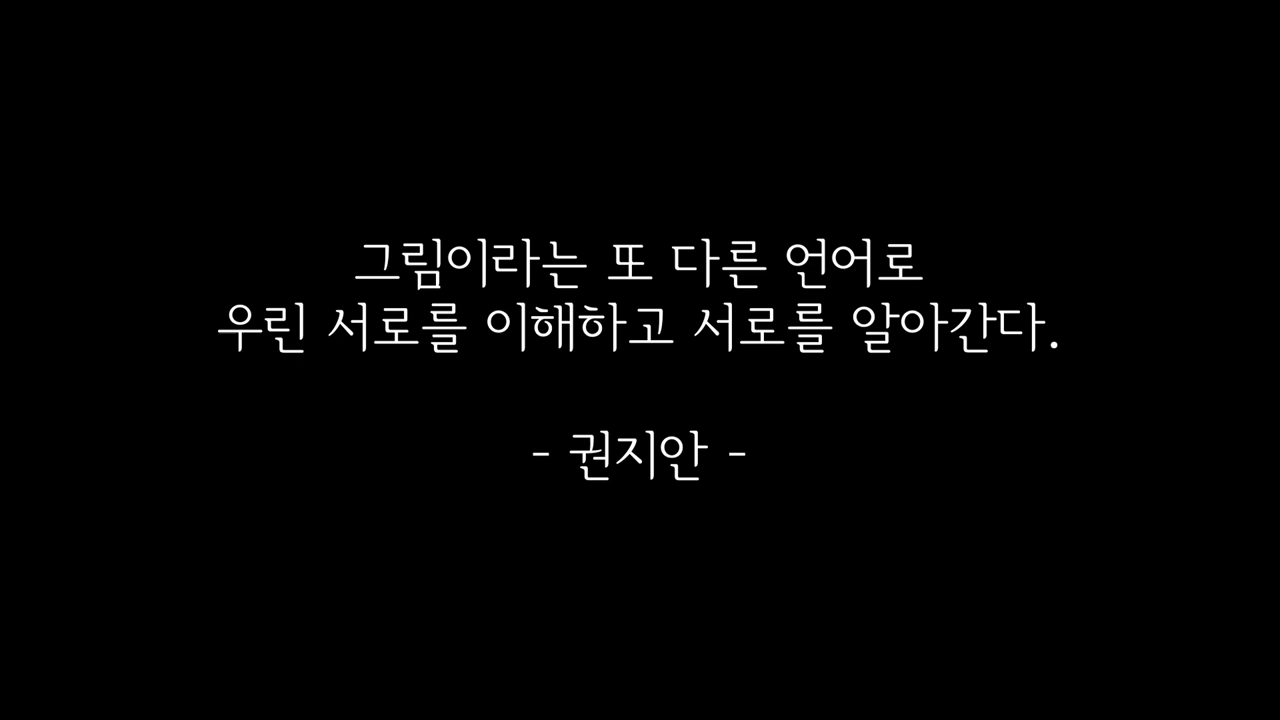 그림이라는 또 다른 언어로
우린 서로를 이해하고 서로를 알아간다.
- 권지안 -